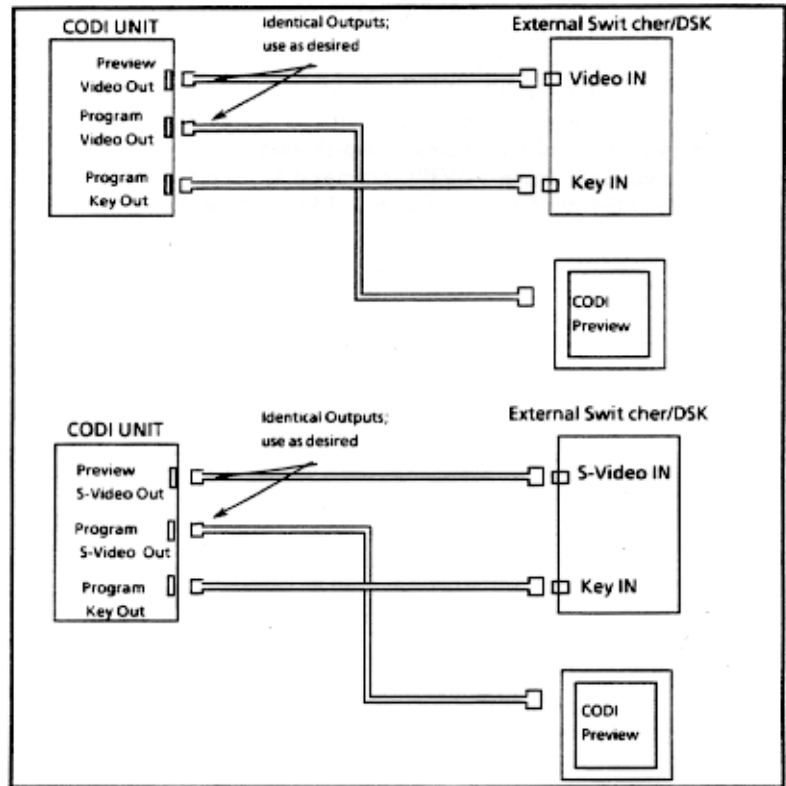 CODI UNIT
Identical Outputs;
use as desired
External Swit cher/DSK
Preview
Video Out
Program
Video Out
Program
Key Out
Video IN
Key IN
CODI
Preview
CODI UNIT
Identical Outputs;
use as desired
External Swit cher/DSK
Preview
S-Video Out
Program
S-Video Out
Program
Key Out
S-Video IN
Key IN
CODI
Preview